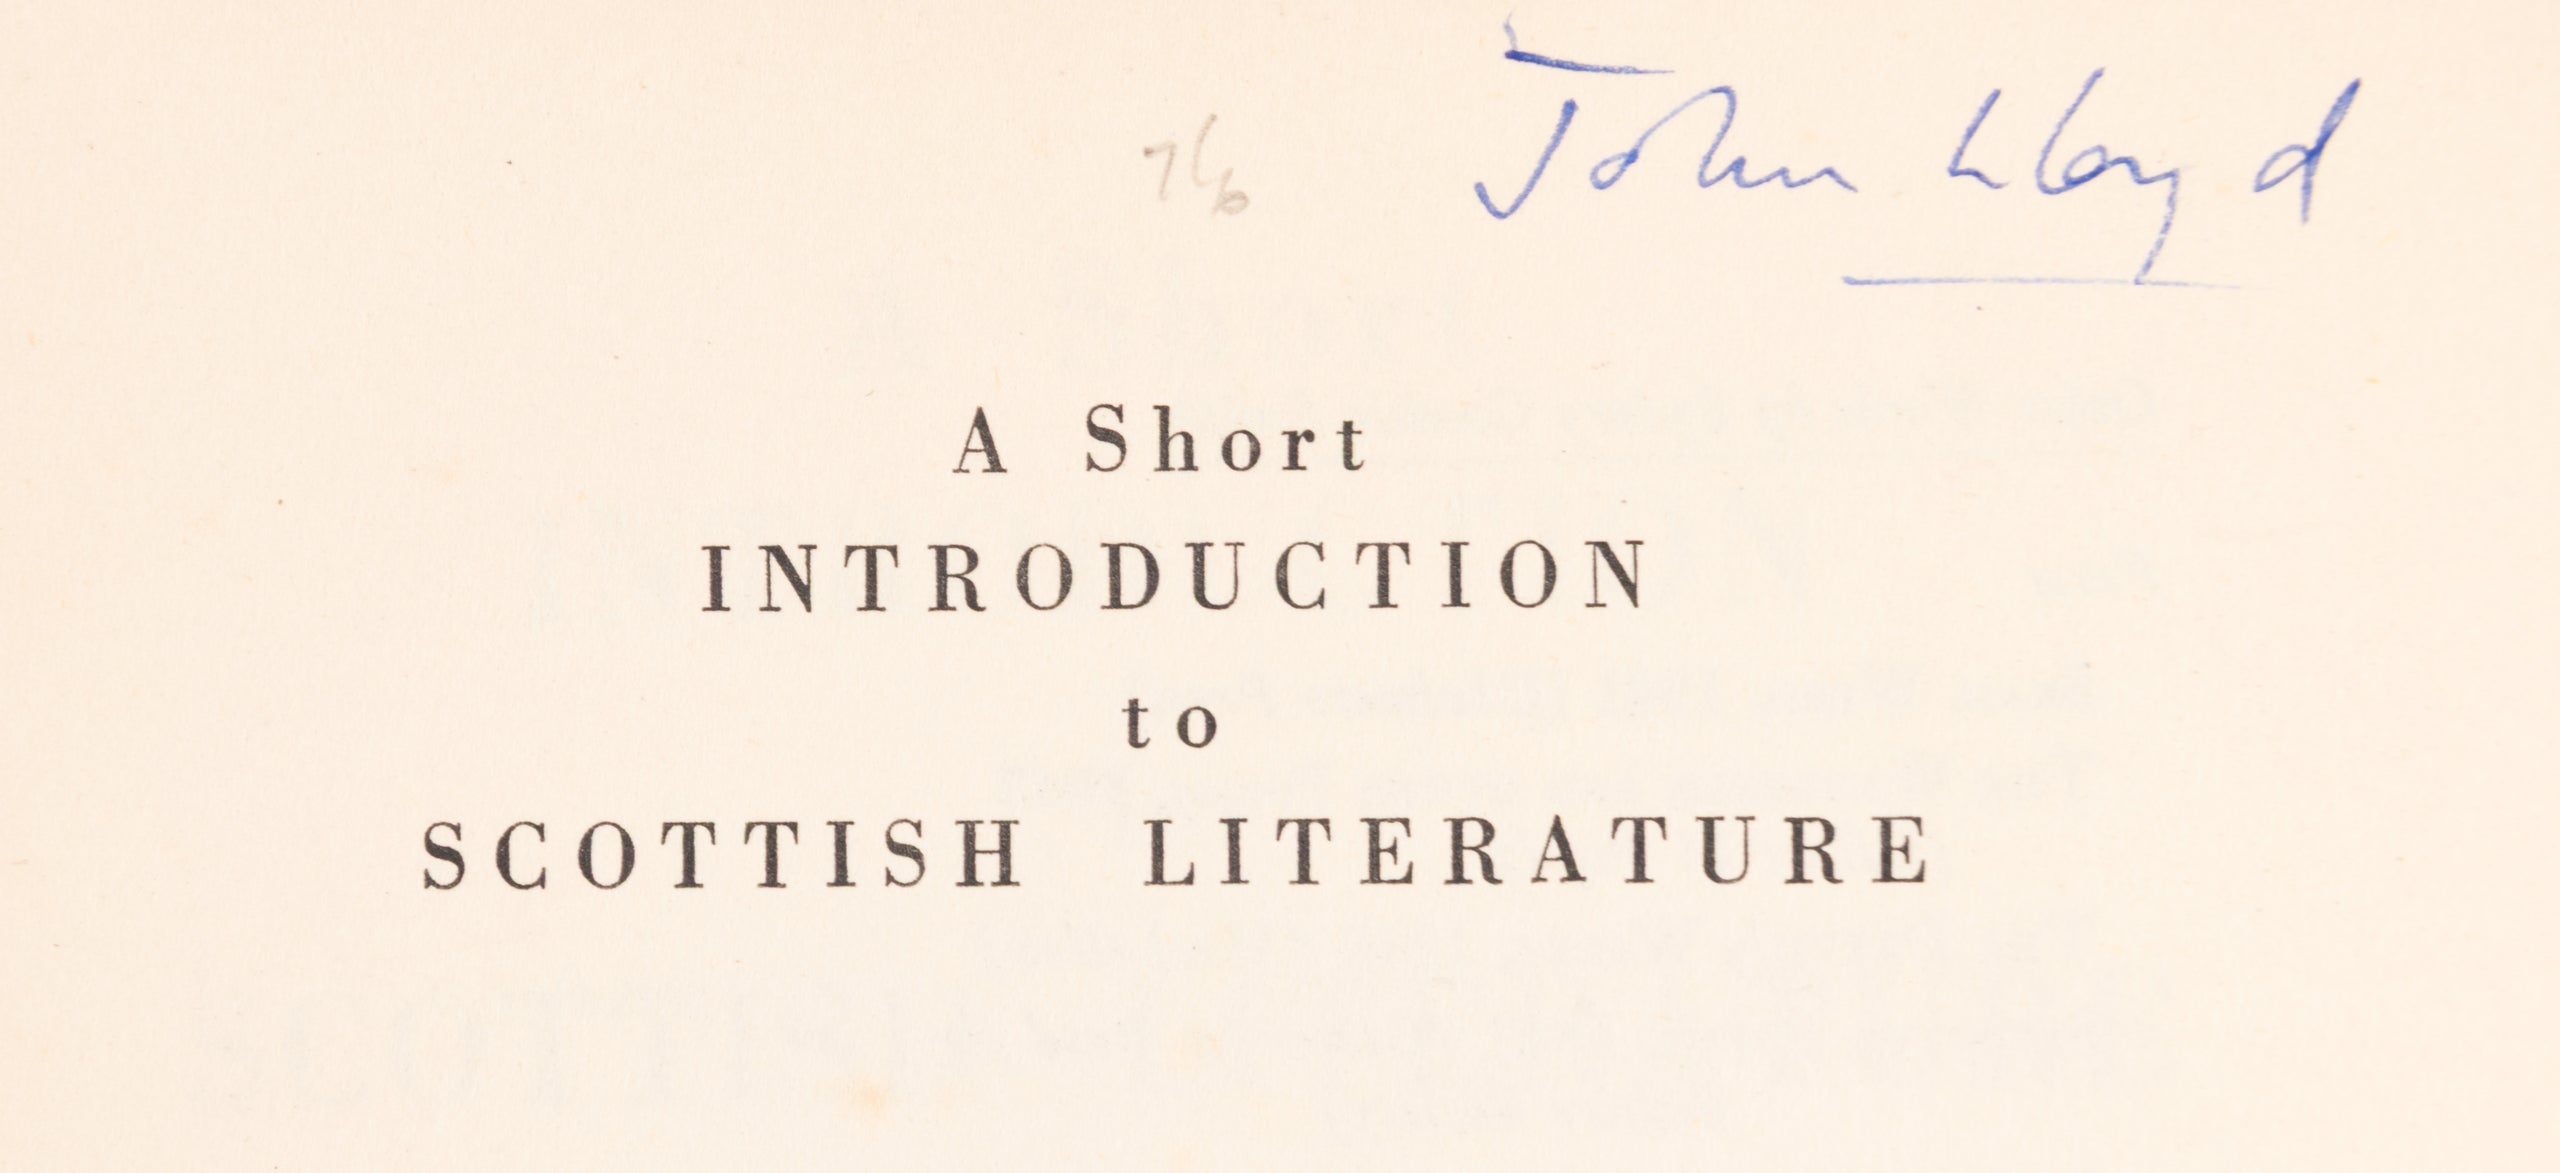 7/6 John Lloyd
A Short
INTRODUCTION
to
SCOTTISH LITERATURE